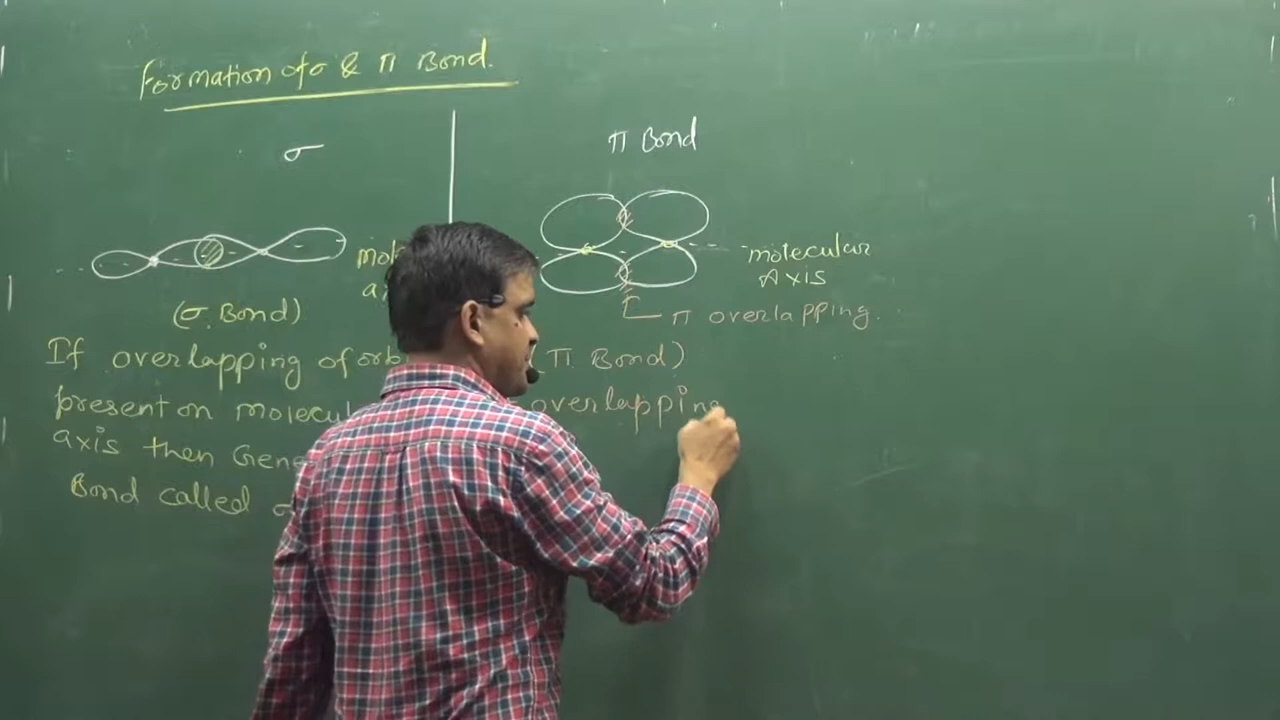 Formation of σ & π Bond.
σ
(σ. Bond)
If overlapping of
present on
axis then
Bond called
π Bond
molecular
Axis
π overlapping.
(π Bond)
overlapping